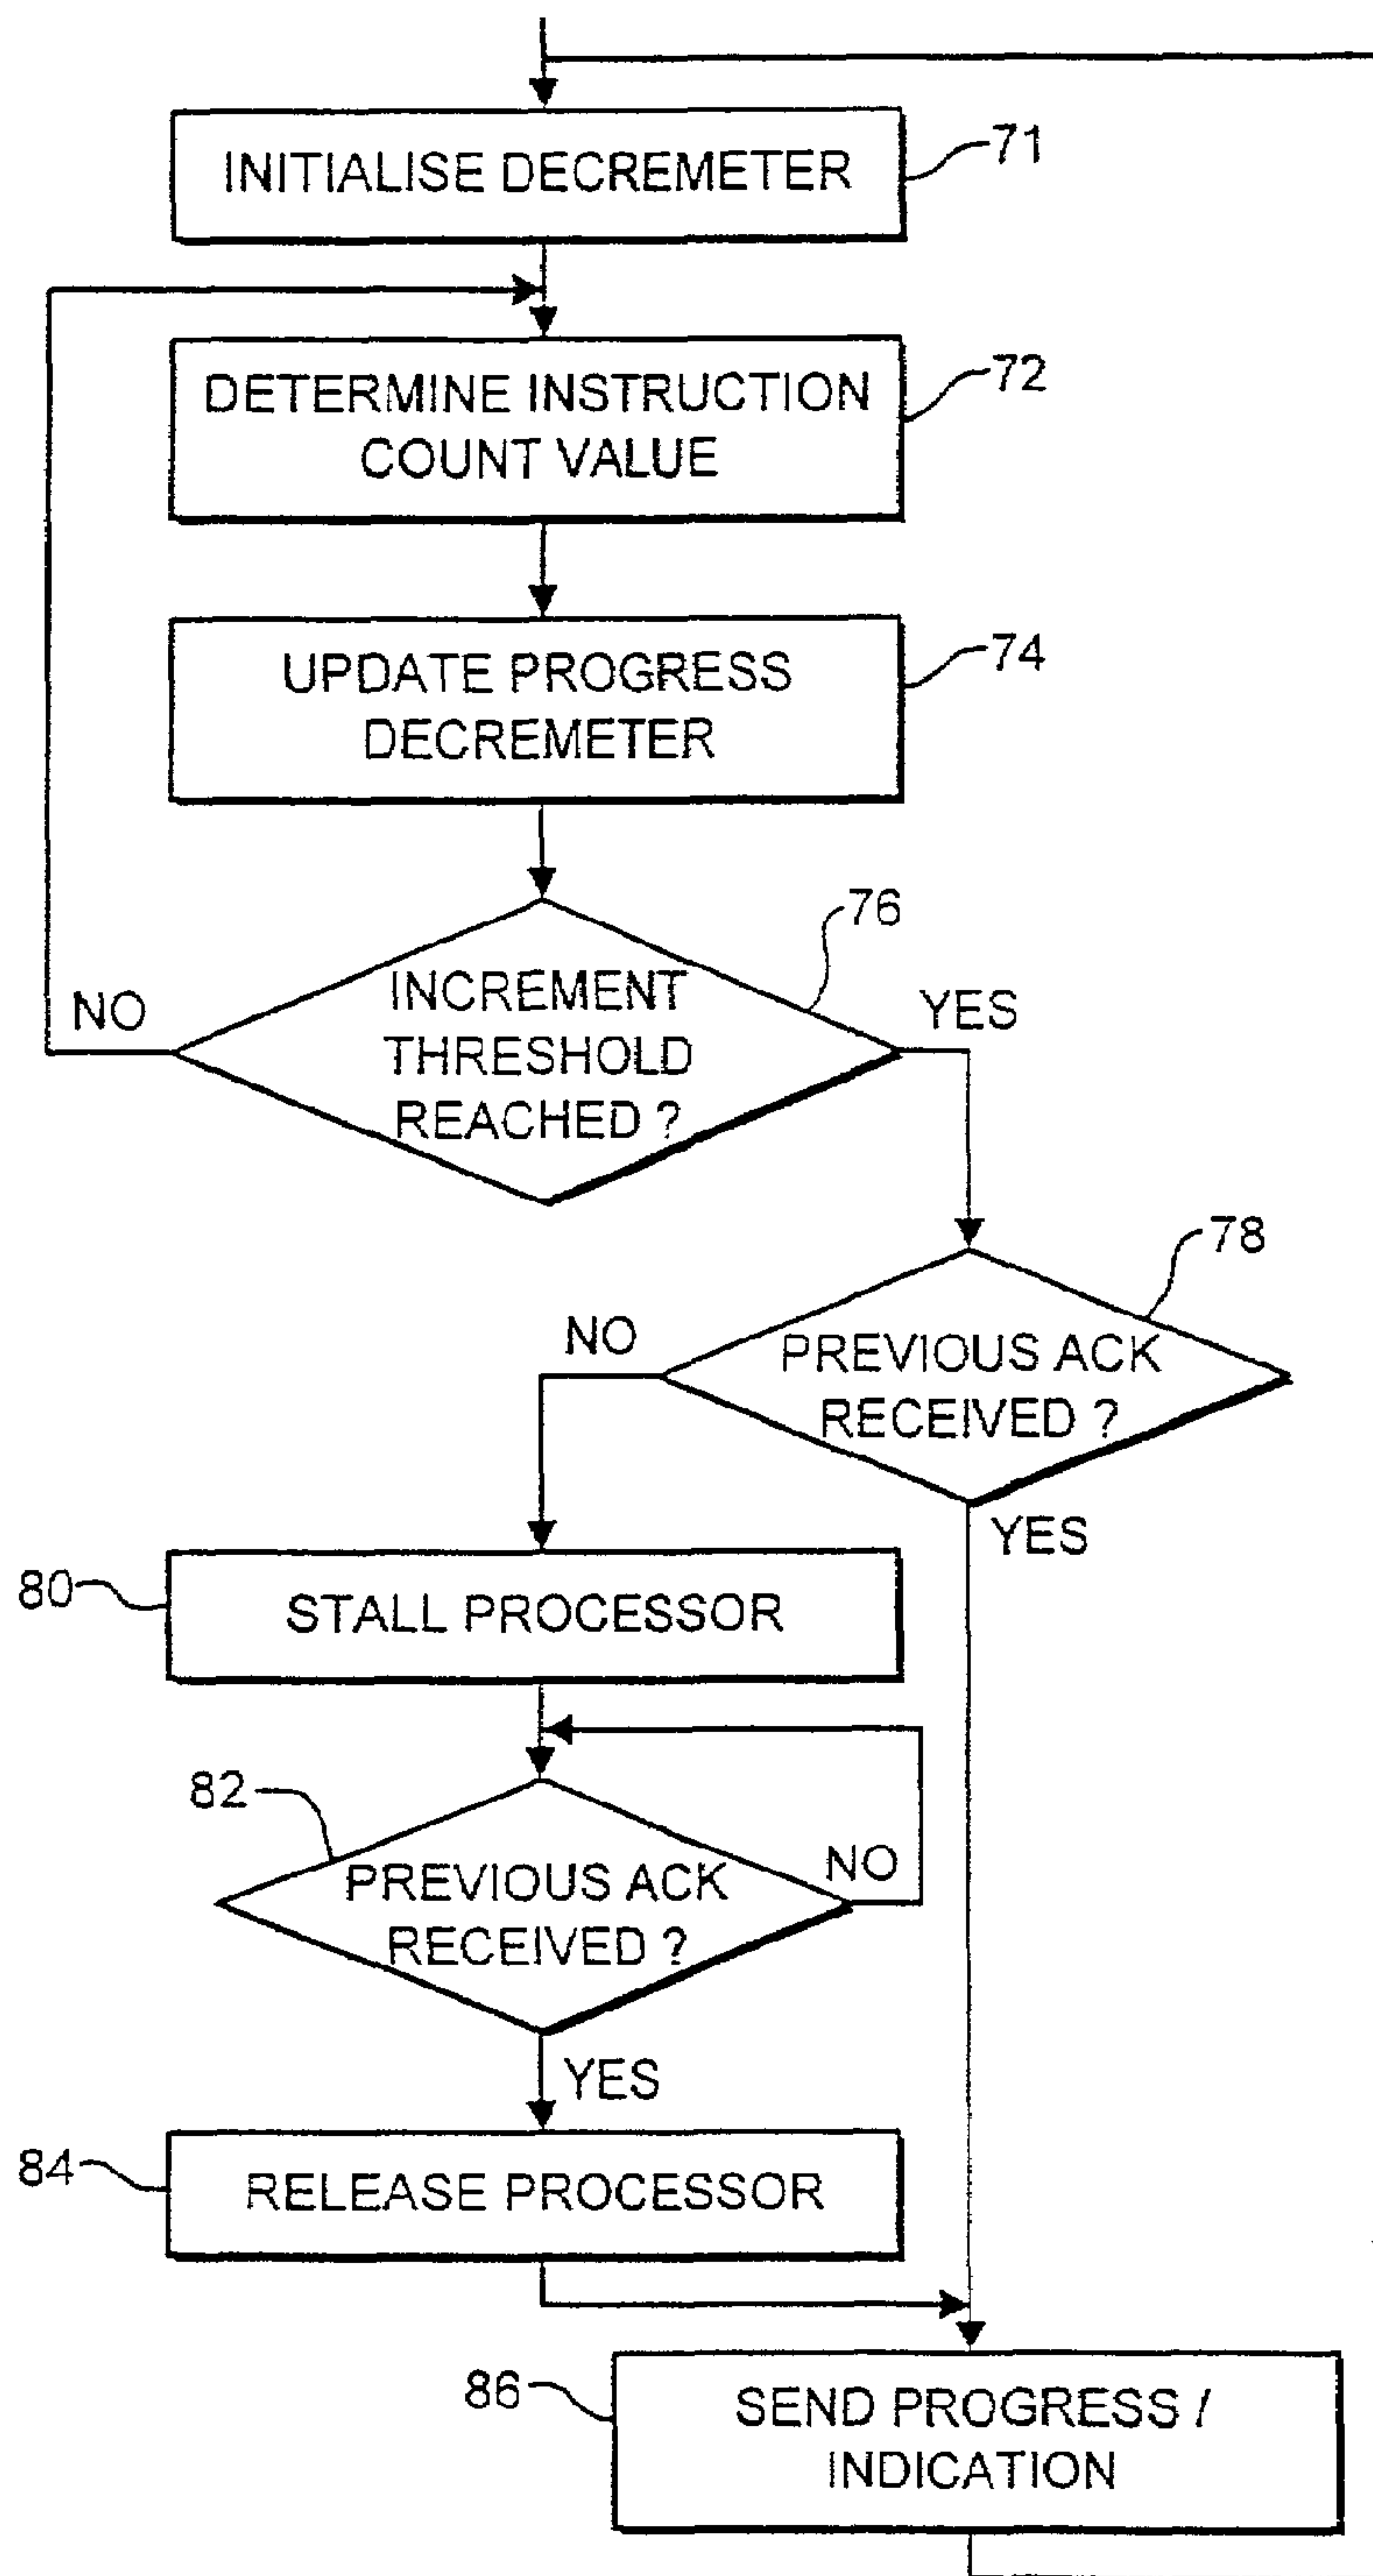 INITIALISE DECREMETER
71
DETERMINE INSTRUCTION
COUNT VALUE
72
UPDATE PROGRESS
DECREMETER
74
76
INCREMENT
THRESHOLD
REACHED ?
NO
YES
78
PREVIOUS ACK
RECEIVED ?
NO
YES
80
STALL PROCESSOR
82
PREVIOUS ACK
RECEIVED ?
NO
YES
84
RELEASE PROCESSOR
86
SEND PROGRESS /
INDICATION